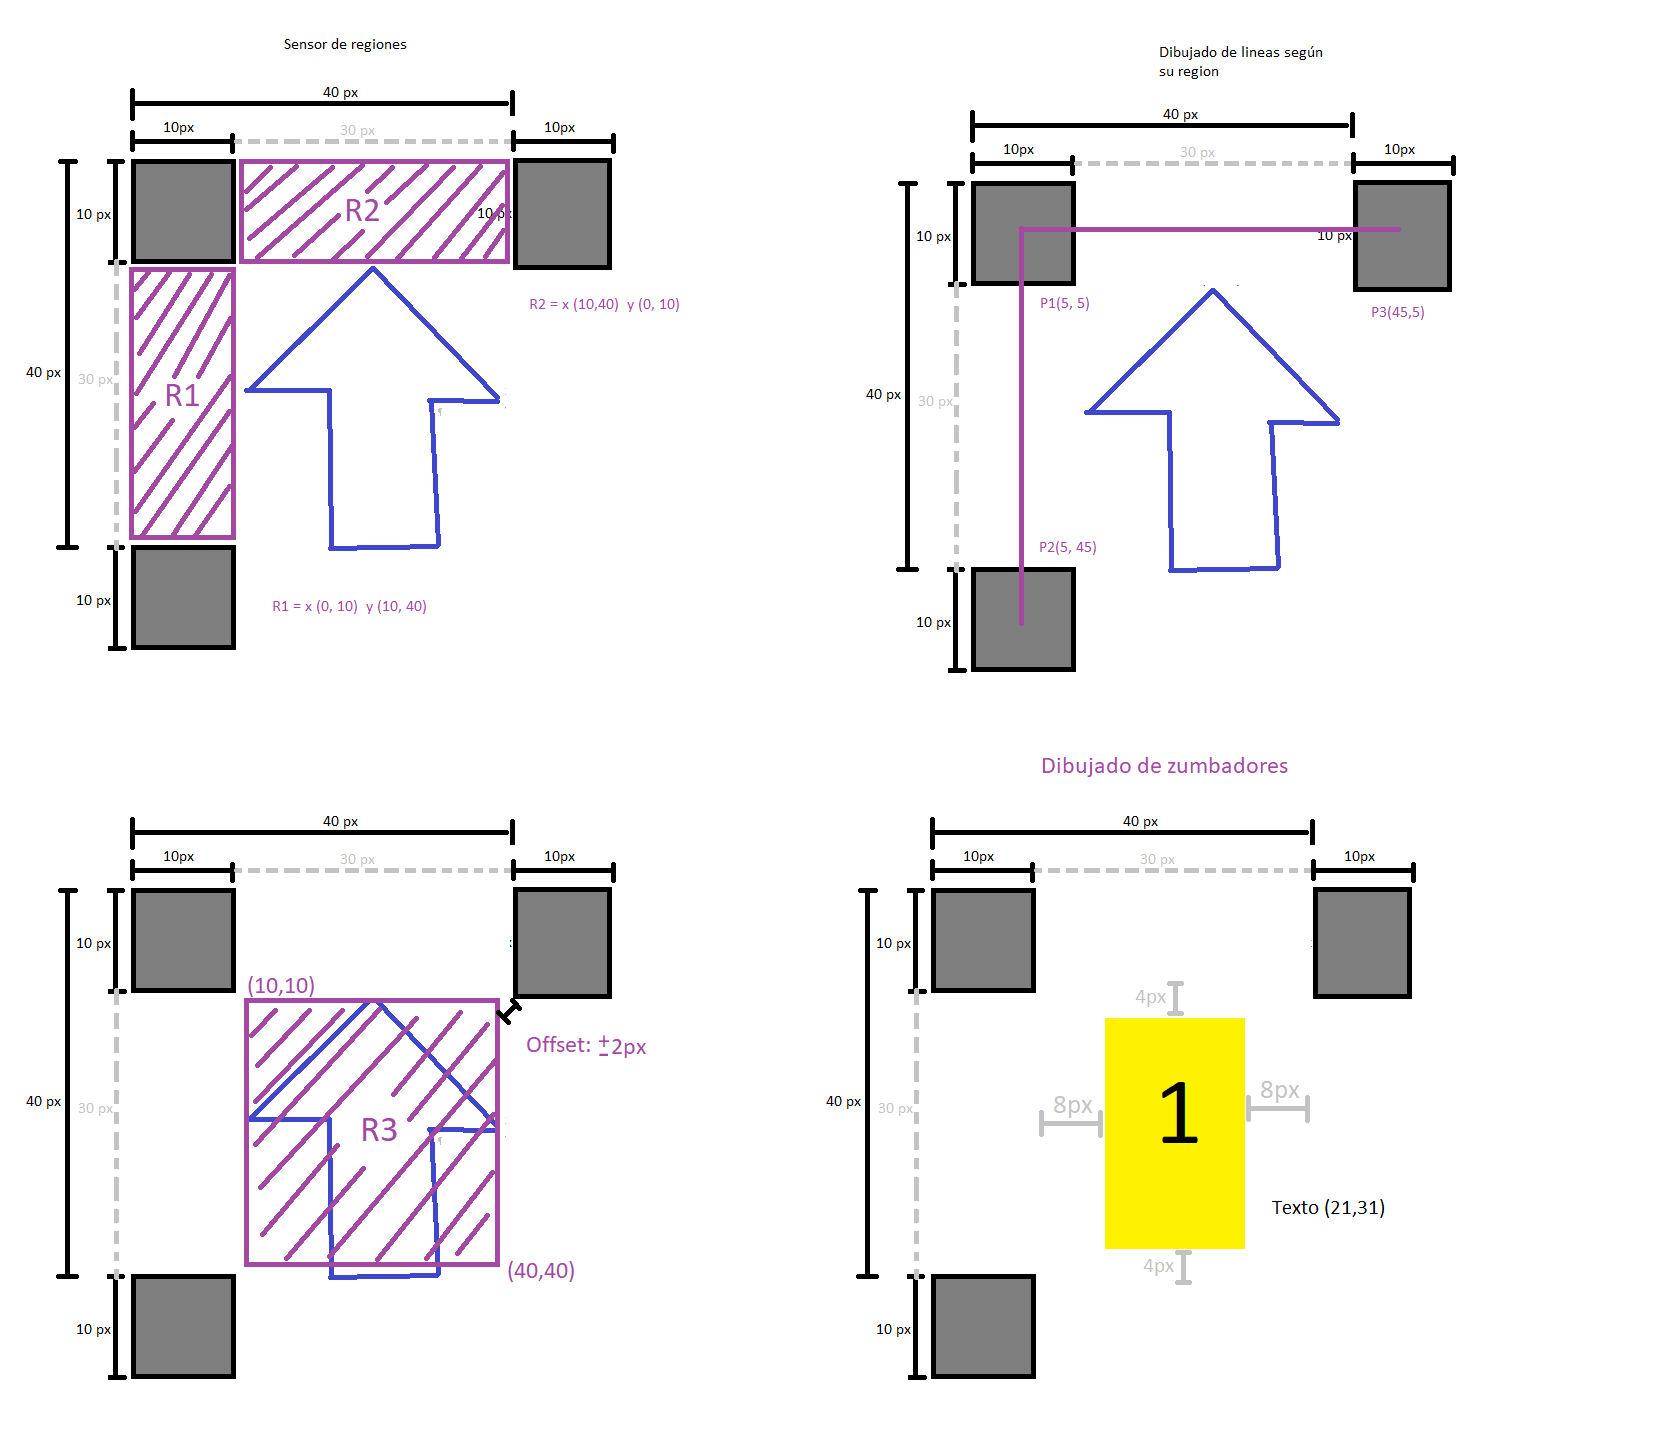 Sensor de regiones
40 px
10px
30 px
10px
10 px
R2
10 px
R2 = x (10,40)  y (0, 10)
40 px
30 px
R1
10 px
R1 = x (0, 10)  y (10, 40)
Dibujado de lineas según
su region
40 px
10px
30 px
10px
10 px
10 px
P1(5, 5)
P3(45,5)
40 px
30 px
P2(5, 45)
10 px
40 px
10px
30 px
10px
10 px
(10,10)
Offset: ±2px
40 px
30 px
R3
(40,40)
10 px
Dibujado de zumbadores
40 px
10px
30 px
10px
10 px
4px
40 px
30 px
8px
1
8px
Texto (21,31)
4px
10 px